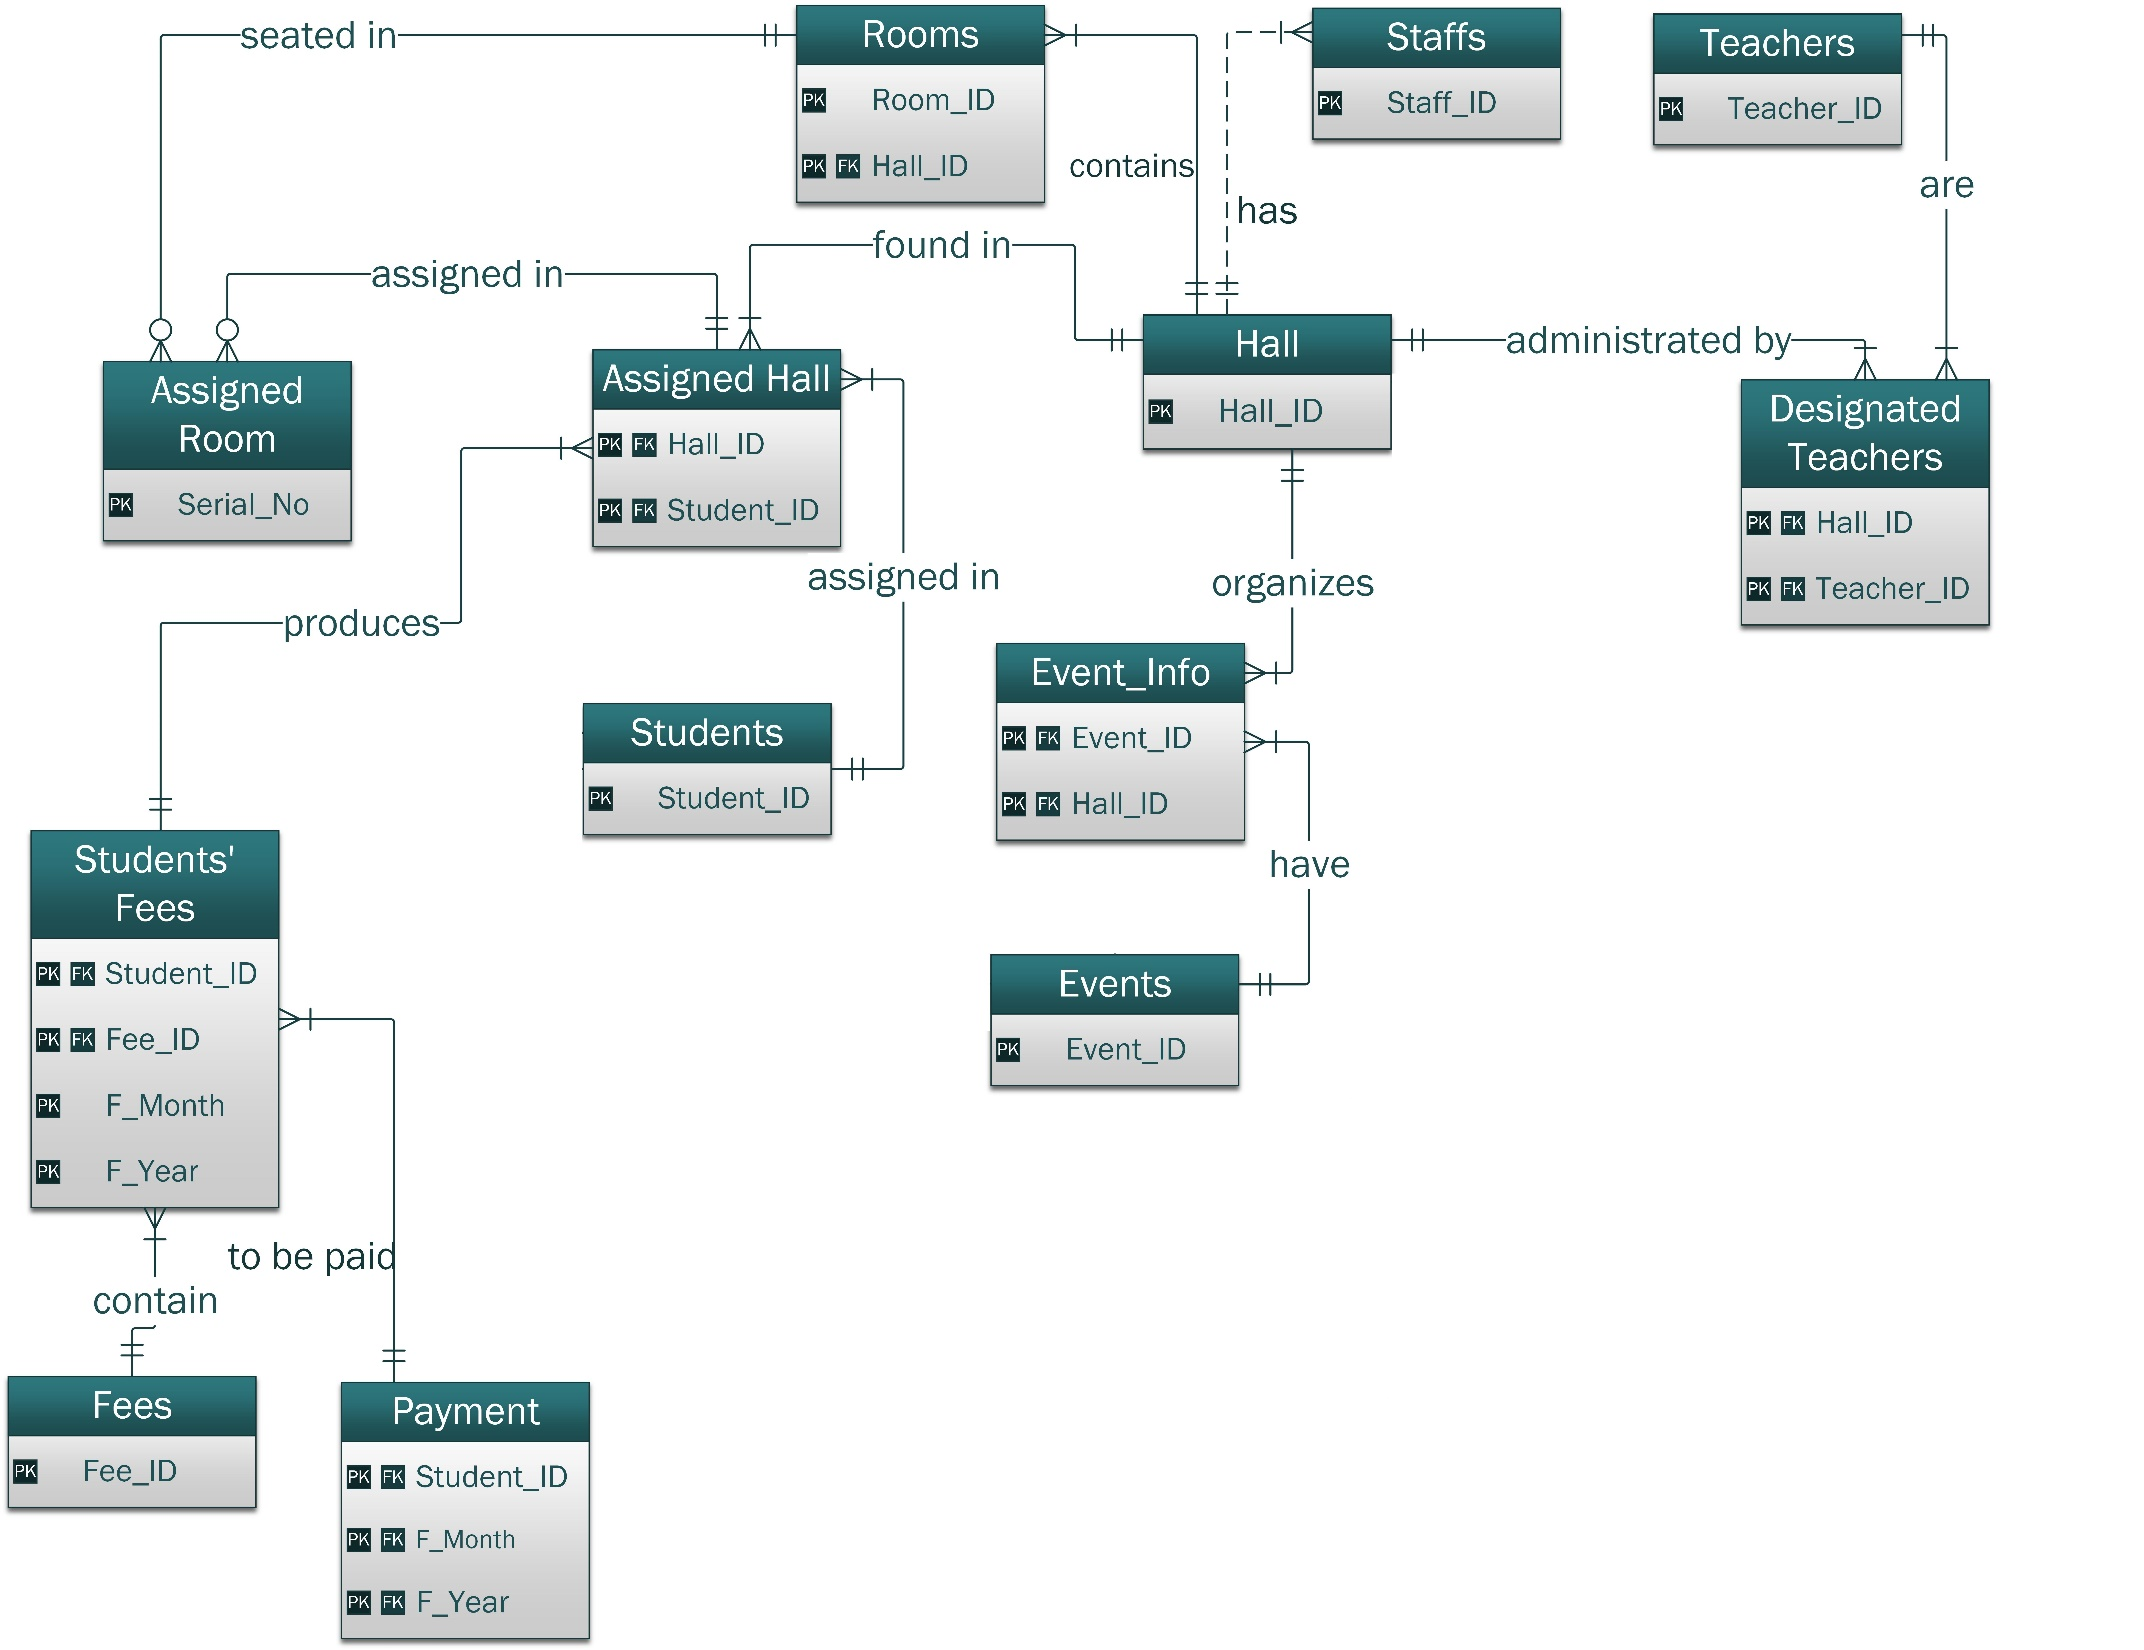 seated in
Rooms
PK Room_ID
PK FK Hall_ID
contains
Staffs
PK Staff_ID
has
Teachers
PK Teacher_ID
are
found in
assigned in
Assigned
Room
PK Serial_No
Assigned Hall
PK FK Hall_ID
PK FK Student_ID
Hall
PK Hall_ID
administrated by
Designated
Teachers
PK FK Hall_ID
PK FK Teacher_ID
assigned in
organizes
produces
Students
PK Student_ID
Event_Info
PK FK Event_ID
PK FK Hall_ID
have
Students'
Fees
PK FK Student_ID
PK FK Fee_ID
PK F_Month
PK F_Year
Events
PK Event_ID
to be paid
contain
Fees
PK Fee_ID
Payment
PK FK Student_ID
PK FK F_Month
PK FK F_Year